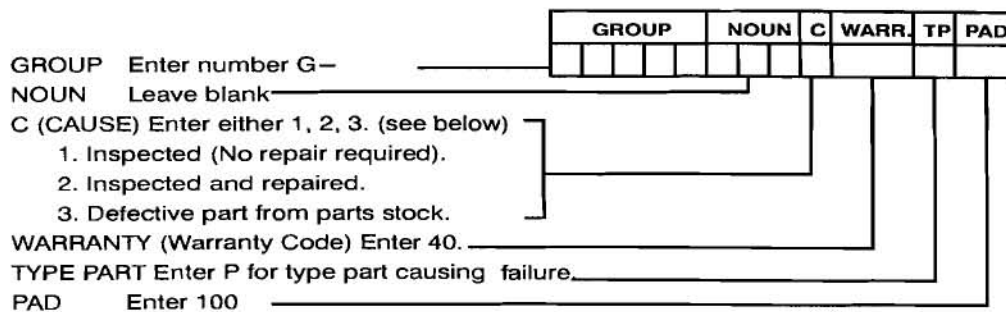 GROUP NOUN C WARR. TP PAD
GROUP Enter number G–
NOUN Leave blank
C (CAUSE) Enter either 1, 2, 3. (see below)
1. Inspected (No repair required).
2. Inspected and repaired.
3. Defective part from parts stock.
WARRANTY (Warranty Code) Enter 40.
TYPE PART Enter P for type part causing failure.
PAD Enter 100